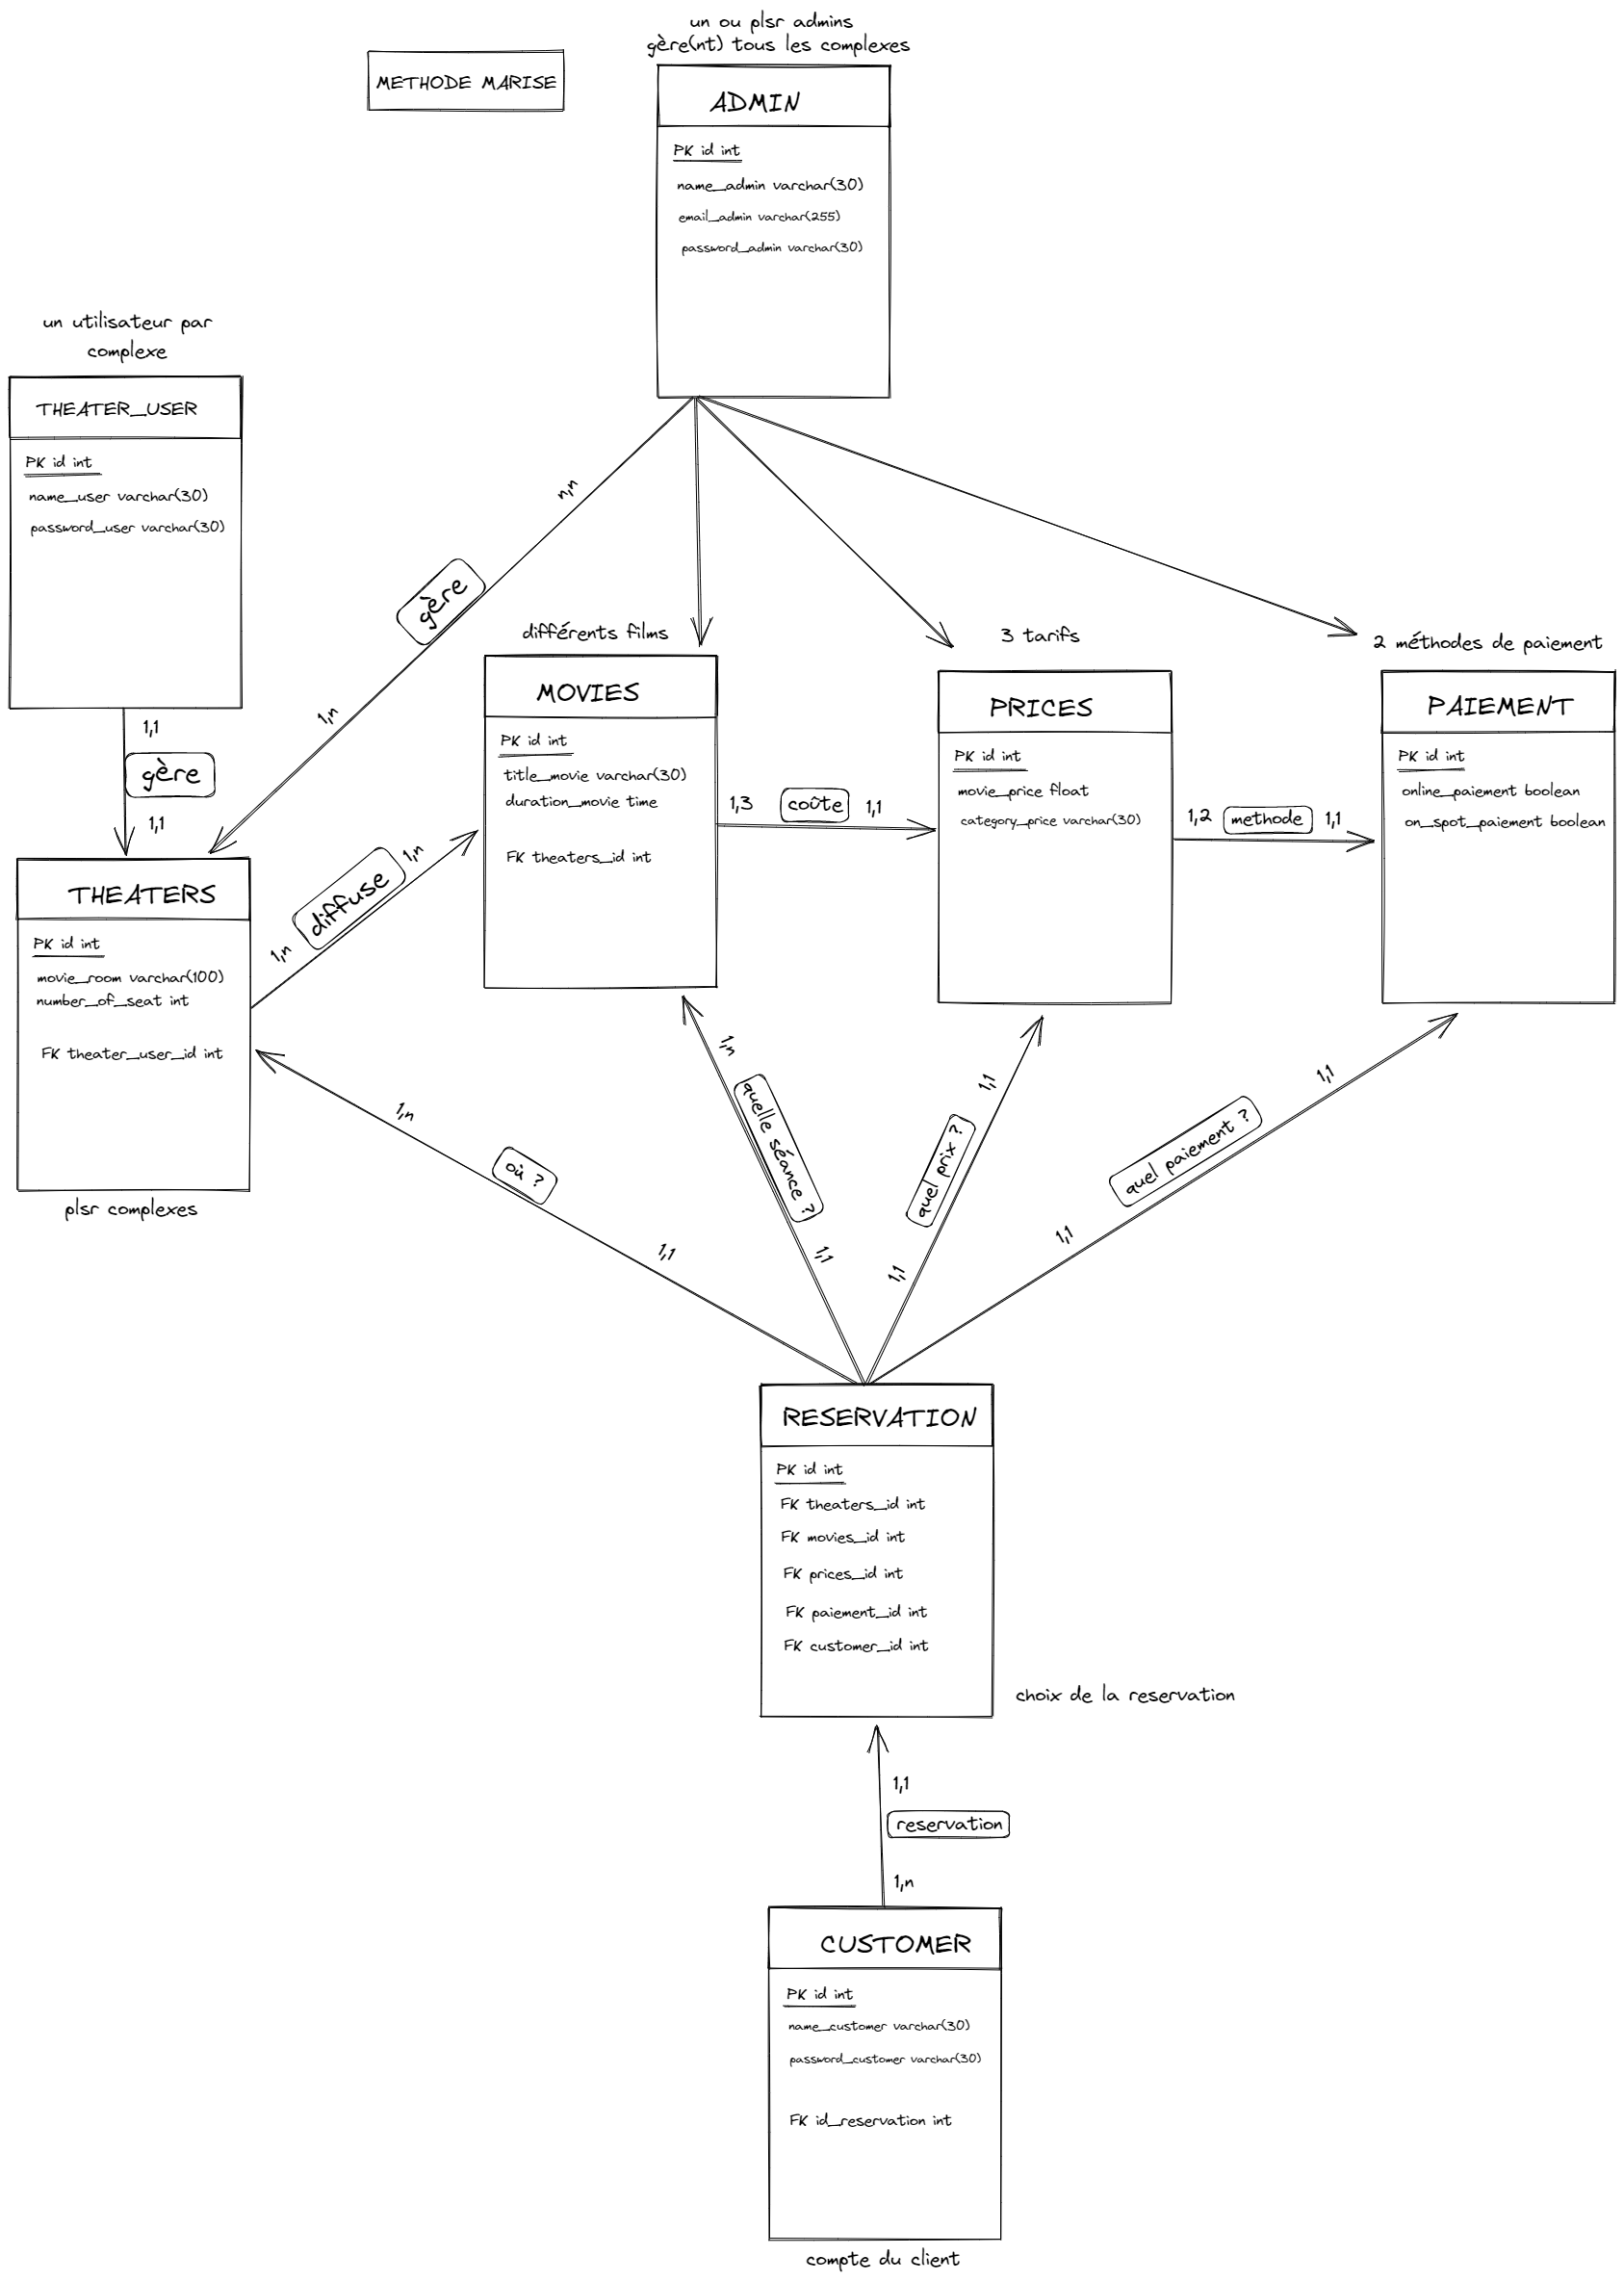 un ou plsr admins
gère(nt) tous les complexes
METHODE MARISE
ADMIN
PK id int
name_admin varchar(30)
email_admin varchar(255)
password_admin varchar(30)
un utilisateur par
complexe
THEATER_USER
PK id int
name_user varchar(30)
password_user varchar(30)
n,n
gère
1,n
1,1
gère
1,1
différents films
MOVIES
PK id int
title_movie varchar(30)
duration_movie time
FK theaters_id int
3 tarifs
PRICES
PK id int
movie_price float
category_price varchar(30)
2 méthodes de paiement
PAIEMENT
PK id int
online_paiement boolean
on_spot_paiement boolean
1,3
coûte
1,1
1,2
methode
1,1
THEATERS
PK id int
movie_room varchar(100)
number_of_seat int
FK theater_user_id int
plsr complexes
1,n
diffuse
1,n
1,n
où ?
1,1
1,n
quelle séance ?
1,1
1,1
quel prix ?
1,1
1,1
quel paiement ?
1,1
RESERVATION
PK id int
FK theaters_id int
FK movies_id int
FK prices_id int
FK paiement_id int
FK customer_id int
choix de la reservation
1,1
reservation
1,n
CUSTOMER
PK id int
name_customer varchar(30)
password_customer varchar(30)
FK id_reservation int
compte du client